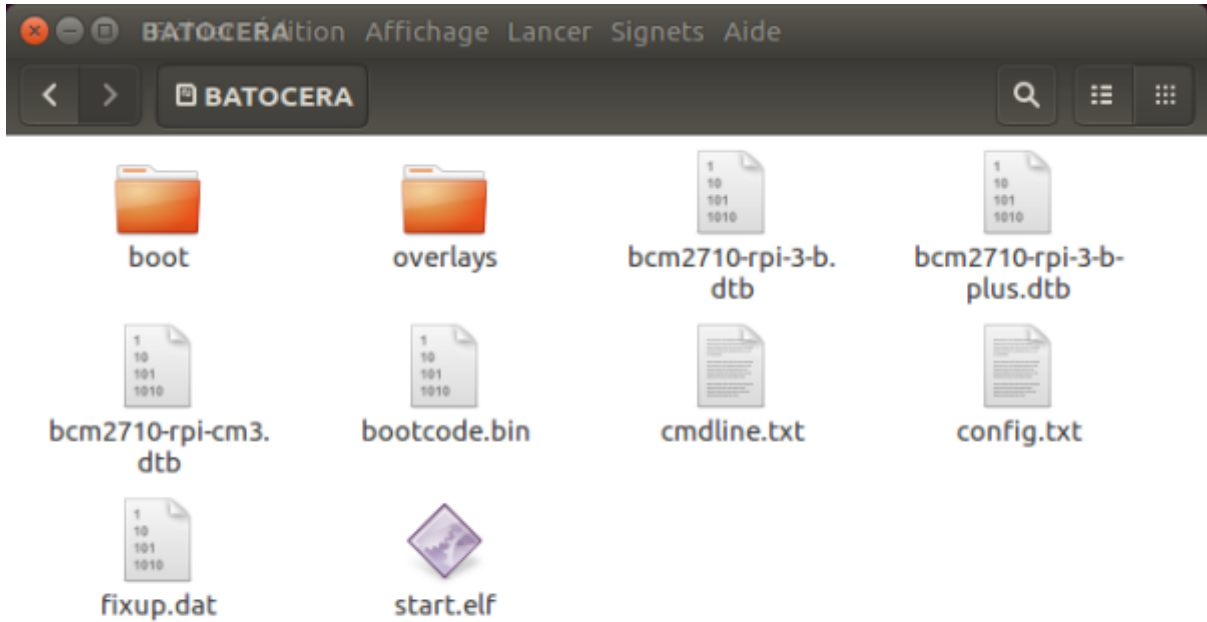 BATOCERA Édition Affichage Lancer Signets Aide
BATOCERA
boot
overlays
bcm2710-rpi-3-b.
dtb
bcm2710-rpi-3-b-
plus.dtb
bcm2710-rpi-cm3.
dtb
bootcode.bin
cmdline.txt
config.txt
fixup.dat
start.elf